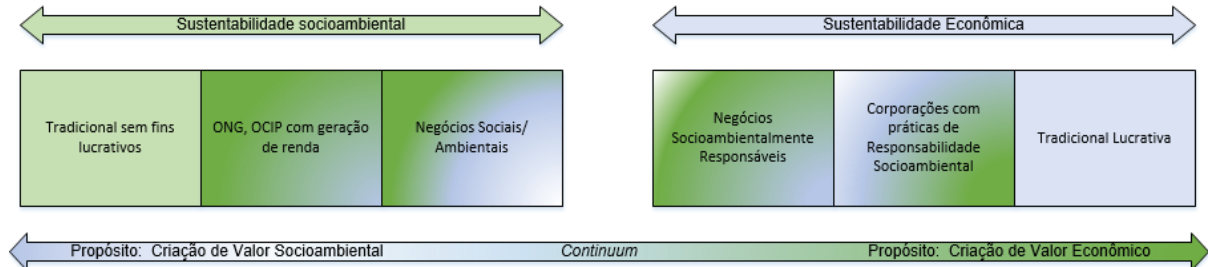 Sustentabilidade socioambiental
Sustentabilidade Econômica
Tradicional sem fins
lucrativos
ONG, OCIP com geração
de renda
Negócios Sociais/
Ambientais
Negócios
Socioambientalmente
Responsáveis
Corporações com
práticas de
Responsabilidade
Socioambiental
Tradicional Lucrativa
Propósito: Criação de Valor Socioambiental
Continuum
Propósito: Criação de Valor Econômico